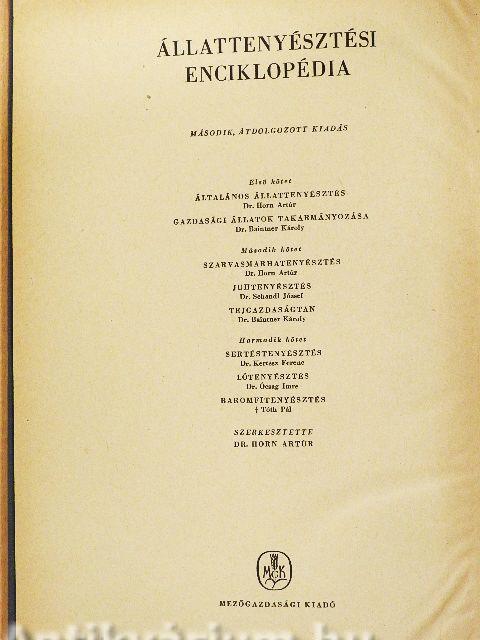 ÁLLATTENYÉSZTÉSI
ENCIKLOPÉDIA
MÁSODIK, ÁTDOLGOZOTT KIADÁS
Első kötet
ÁLTALÁNOS ÁLLATTENYÉSZTÉS
Dr. Horn Artúr
GAZDASÁGI ÁLLATOK TAKARMÁNYOZÁSA
Dr. Baintner Károly
Második kötet
SZARVASMARHATENYÉSZTÉS
Dr. Horn Artúr
JUHTENYÉSZTÉS
Dr. Schandl József
TEJGAZDASÁGTAN
Dr. Baintner Károly
Harmadik kötet
SERTÉSTENYÉSZTÉS
Dr. Kertész Ferenc
LÓTENYÉSZTÉS
Dr. Ócsag Imre
BAROMFITENYÉSZTÉS
† Tóth Pál
SZERKESZTETTE
DR. HORN ARTÚR
MGK
MEZŐGAZDASÁGI KIADÓ
Antikvárium.hu